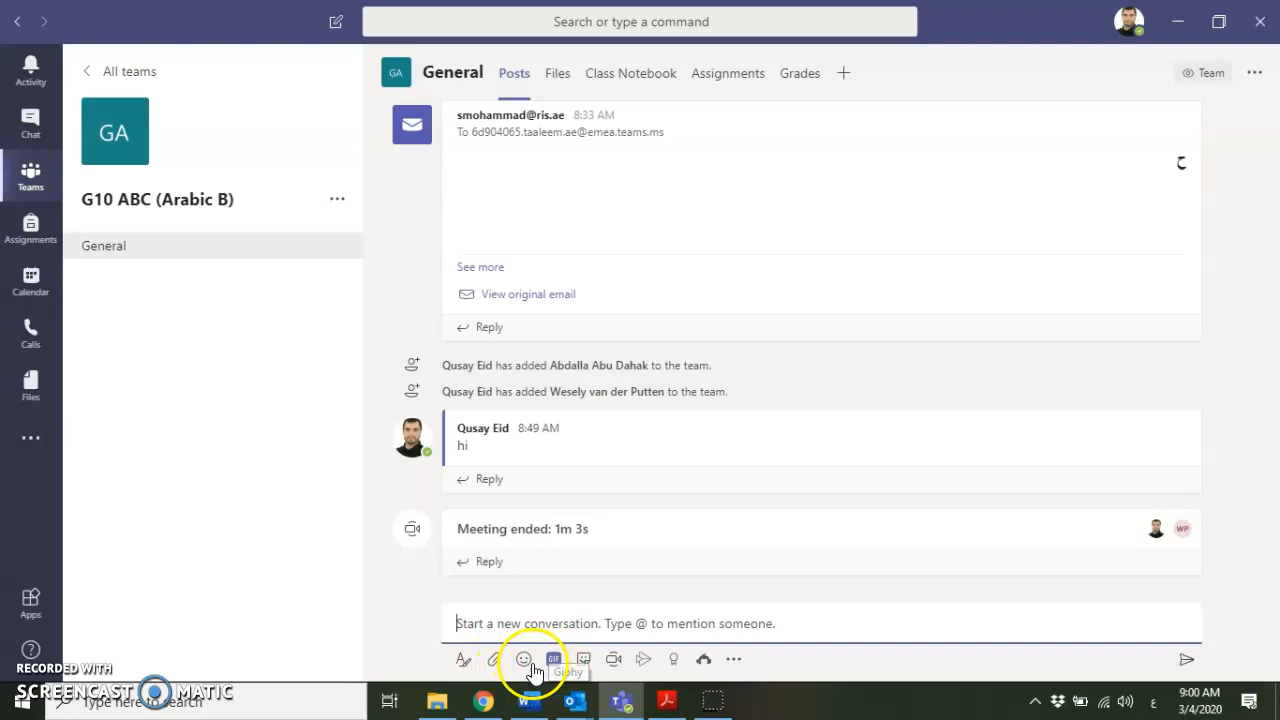 Search or type a command
Activity
Chat
Teams
Assignments
Calendar
Calls
Files
Apps
All teams
GA
G10 ABC (Arabic B)
General
GA
General
Posts
Files
Class Notebook
Assignments
Grades
Team
smohammad@ris.ae 8:33 AM
To 6d904065.taaleem.ae@emea.teams.ms
ح
See more
View original email
Reply
Qusay Eid has added Abdalla Abu Dahak to the team.
Qusay Eid has added Wesely van der Putten to the team.
Qusay Eid 8:49 AM
hi
Reply
Meeting ended: 1m 3s
WP
Reply
Start a new conversation. Type @ to mention someone.
GIF
Giphy
RECORDED WITH
SCREENCAST MATIC
Type here to search
ع
9:00 AM
3/4/2020